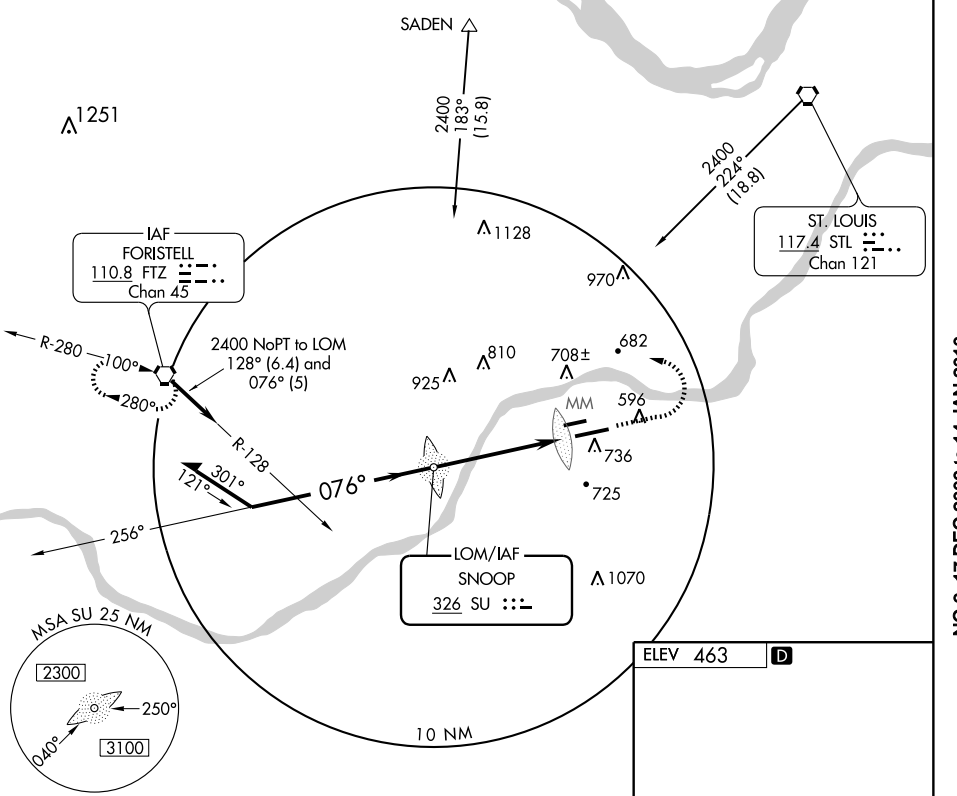 SADEN
2400
183°
(15.8)
1251
2400
224°
(18.8)
ST. LOUIS
117.4 STL
Chan 121
IAF
FORISTELL
110.8 FTZ
Chan 45
1128
970
R-280
100°
280°
2400 NoPT to LOM
128° (6.4) and
076° (5)
925
810
708±
682
MM
596
736
725
R-128
301°
121°
076°
256°
LOM/IAF
SNOOP
326 SU
1070
MSA SU 25 NM
2300
250°
040°
3100
10 NM
ELEV 463
D